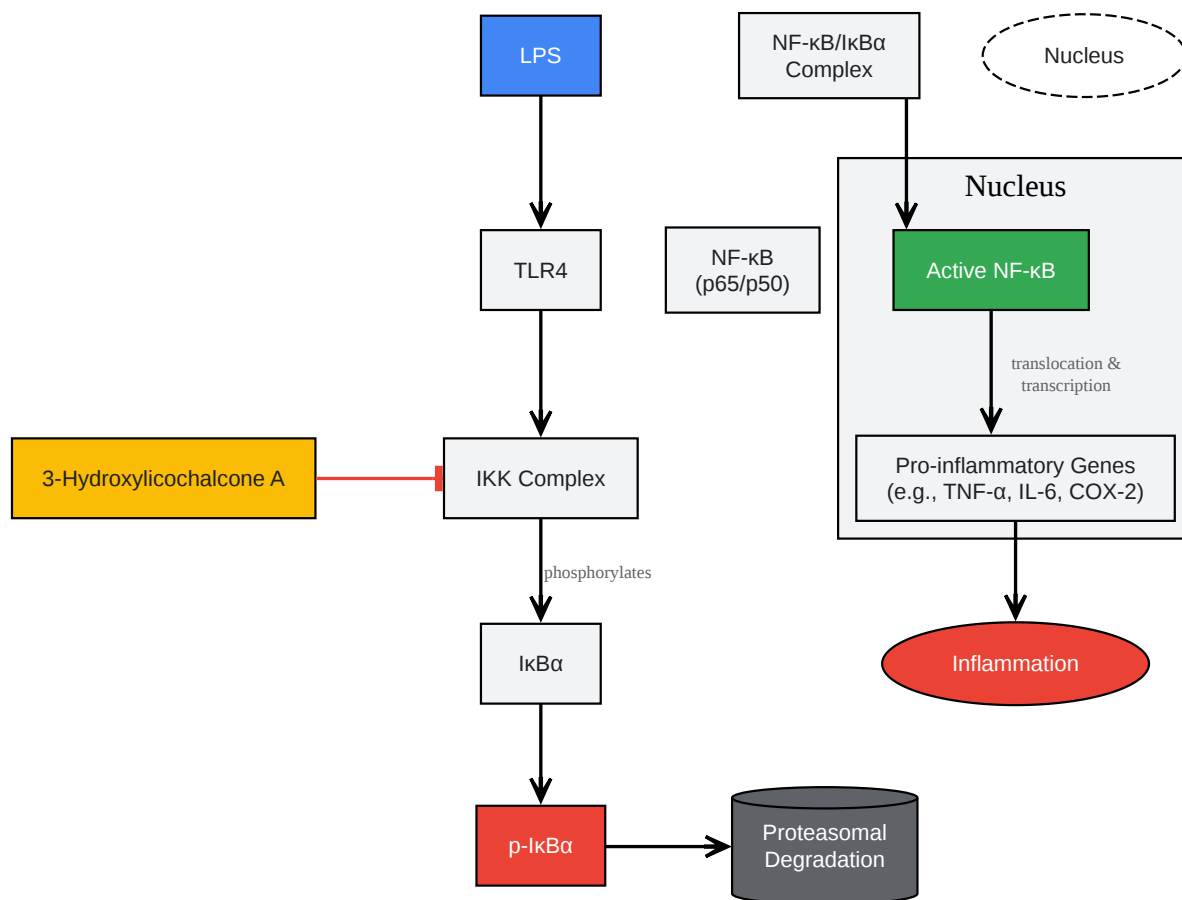 LPS
NF-κB/IκBα
Complex
Nucleus
Nucleus
TLR4
NF-κB
(p65/p50)
Active NF-κB
translocation &
transcription
3-Hydroxylicochalcone A
IKK Complex
Pro-inflammatory Genes
(e.g., TNF-α, IL-6, COX-2)
phosphorylates
IκBα
Inflammation
p-IκBα
Proteasomal
Degradation